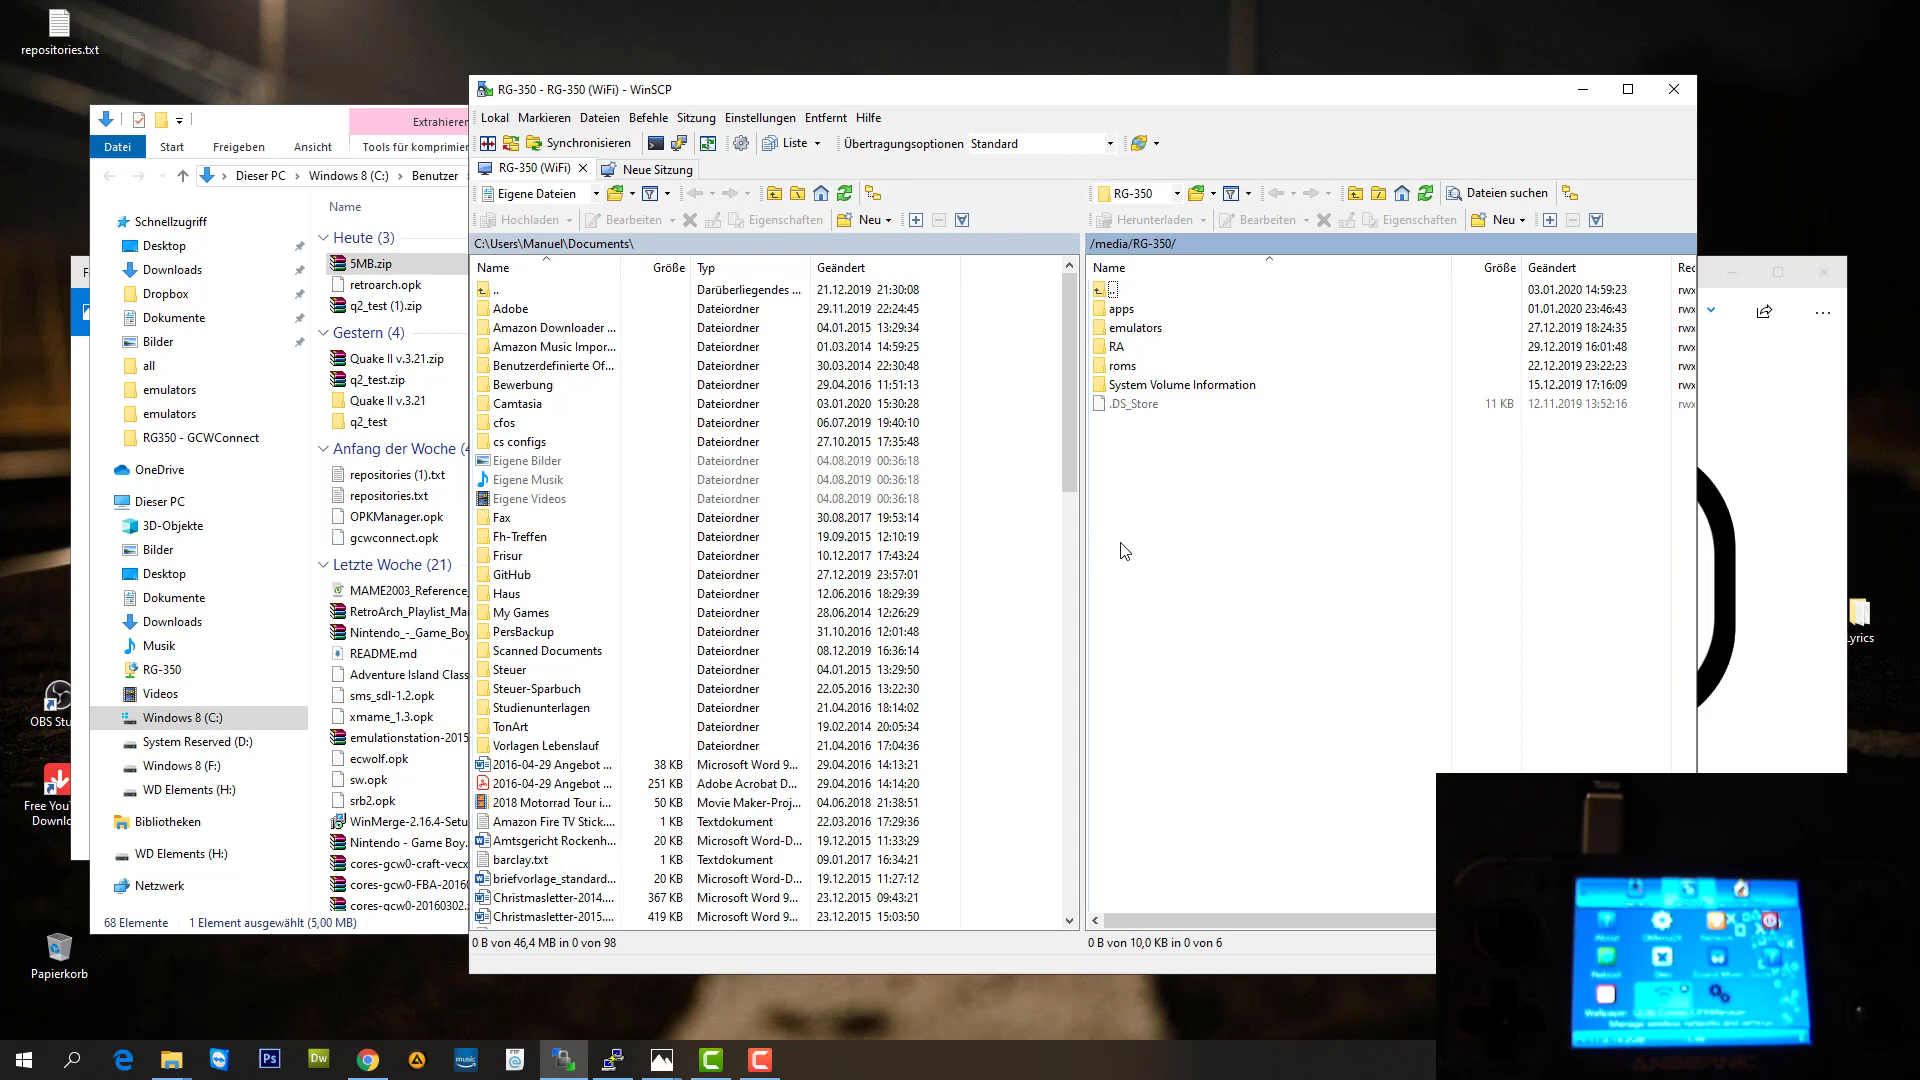 repositories.txt
RG-350 - RG-350 (WiFi) - WinSCP
Lokal Markieren Dateien Befehle Sitzung Einstellungen Entfernt Hilfe
Synchronisieren Liste Übertragungsoptionen Standard
RG-350 (WiFi) Neue Sitzung
Eigene Dateien RG-350 Dateien suchen
Hochladen Bearbeiten Eigenschaften Neu Herunterladen Bearbeiten Eigenschaften Neu
C:\Users\Manuel\Documents\ /media/RG-350/
Extrahieren
Datei Start Freigeben Ansicht Tools für komprimie
Dieser PC Windows 8 (C:) Benutzer
Schnellzugriff
Desktop
Downloads
Dropbox
Dokumente
Bilder
all
emulators
emulators
RG350 - GCWConnect
OneDrive
Dieser PC
3D-Objekte
Bilder
Desktop
Dokumente
Downloads
Musik
RG-350
Videos
Windows 8 (C:)
System Reserved (D:)
Windows 8 (F:)
WD Elements (H:)
Bibliotheken
WD Elements (H:)
Netzwerk
68 Elemente 1 Element ausgewählt (5,00 MB)
Name
Heute (3)
5MB.zip
retroarch.opk
q2_test (1).zip
Gestern (4)
Quake II v.3.21.zip
q2_test.zip
Quake II v.3.21
q2_test
Anfang der Woche (4
repositories (1).txt
repositories.txt
OPKManager.opk
gcwconnect.opk
Letzte Woche (21)
MAME2003_Reference_
RetroArch_Playlist_Ma
Nintendo_-_Game_Boy
README.md
Adventure Island Class
sms_sdl-1.2.opk
xmame_1.3.opk
emulationstation-2015
ecwolf.opk
sw.opk
srb2.opk
WinMerge-2.16.4-Setu
Nintendo - Game Boy.
cores-gcw0-craft-vecx
cores-gcw0-FBA-2016
cores-gcw0-20160302.
Name Größe Typ Geändert
.. Darüberliegendes ... 21.12.2019 21:30:08
Adobe Dateiordner 29.11.2019 22:24:45
Amazon Downloader ... Dateiordner 04.01.2015 13:29:34
Amazon Music Impor... Dateiordner 01.03.2014 14:59:25
Benutzerdefinierte Of... Dateiordner 30.03.2014 22:30:48
Bewerbung Dateiordner 29.04.2016 11:51:13
Camtasia Dateiordner 03.01.2020 15:30:28
cfos Dateiordner 06.07.2019 19:40:10
cs configs Dateiordner 27.10.2015 17:35:48
Eigene Bilder Dateiordner 04.08.2019 00:36:18
Eigene Musik Dateiordner 04.08.2019 00:36:18
Eigene Videos Dateiordner 04.08.2019 00:36:18
Fax Dateiordner 30.08.2017 19:53:14
Fh-Treffen Dateiordner 19.09.2015 12:10:19
Frisur Dateiordner 10.12.2017 17:43:24
GitHub Dateiordner 27.12.2019 23:57:01
Haus Dateiordner 12.06.2016 18:29:39
My Games Dateiordner 28.06.2014 12:26:29
PersBackup Dateiordner 31.10.2016 12:01:48
Scanned Documents Dateiordner 08.12.2019 16:36:14
Steuer Dateiordner 04.01.2015 13:29:50
Steuer-Sparbuch Dateiordner 22.05.2016 13:22:30
Studienunterlagen Dateiordner 21.04.2016 18:14:02
TonArt Dateiordner 19.02.2014 20:05:34
Vorlagen Lebenslauf Dateiordner 21.04.2016 17:04:36
2016-04-29 Angebot ... 38 KB Microsoft Word 9... 29.04.2016 14:13:21
2016-04-29 Angebot ... 251 KB Adobe Acrobat D... 29.04.2016 14:14:20
2018 Motorrad Tour i... 50 KB Movie Maker-Proj... 04.06.2018 21:38:51
Amazon Fire TV Stick.... 1 KB Textdokument 22.03.2016 17:29:36
Amtsgericht Rockenh... 20 KB Microsoft Word-D... 19.12.2015 11:33:29
barclay.txt 1 KB Textdokument 09.01.2017 16:34:21
briefvorlage_standard... 20 KB Microsoft Word-D... 19.12.2015 11:27:12
Christmasletter-2014.... 367 KB Microsoft Word 9... 23.12.2015 09:43:21
Christmasletter-2015.... 419 KB Microsoft Word 9... 23.12.2015 15:03:50
0 B von 46,4 MB in 0 von 98
Name Größe Geändert Rec
.. 03.01.2020 14:59:23 rwx
apps 01.01.2020 23:46:43 rwx
emulators 27.12.2019 18:24:35 rwx
RA 29.12.2019 16:01:48 rwx
roms 22.12.2019 23:22:23 rwx
System Volume Information 15.12.2019 17:16:09 rwx
.DS_Store 11 KB 12.11.2019 13:52:16 rwx
0 B von 10,0 KB in 0 von 6
OBS Stu
Free You
Downlo
Papierkorb
Lyrics
ANBERNIC